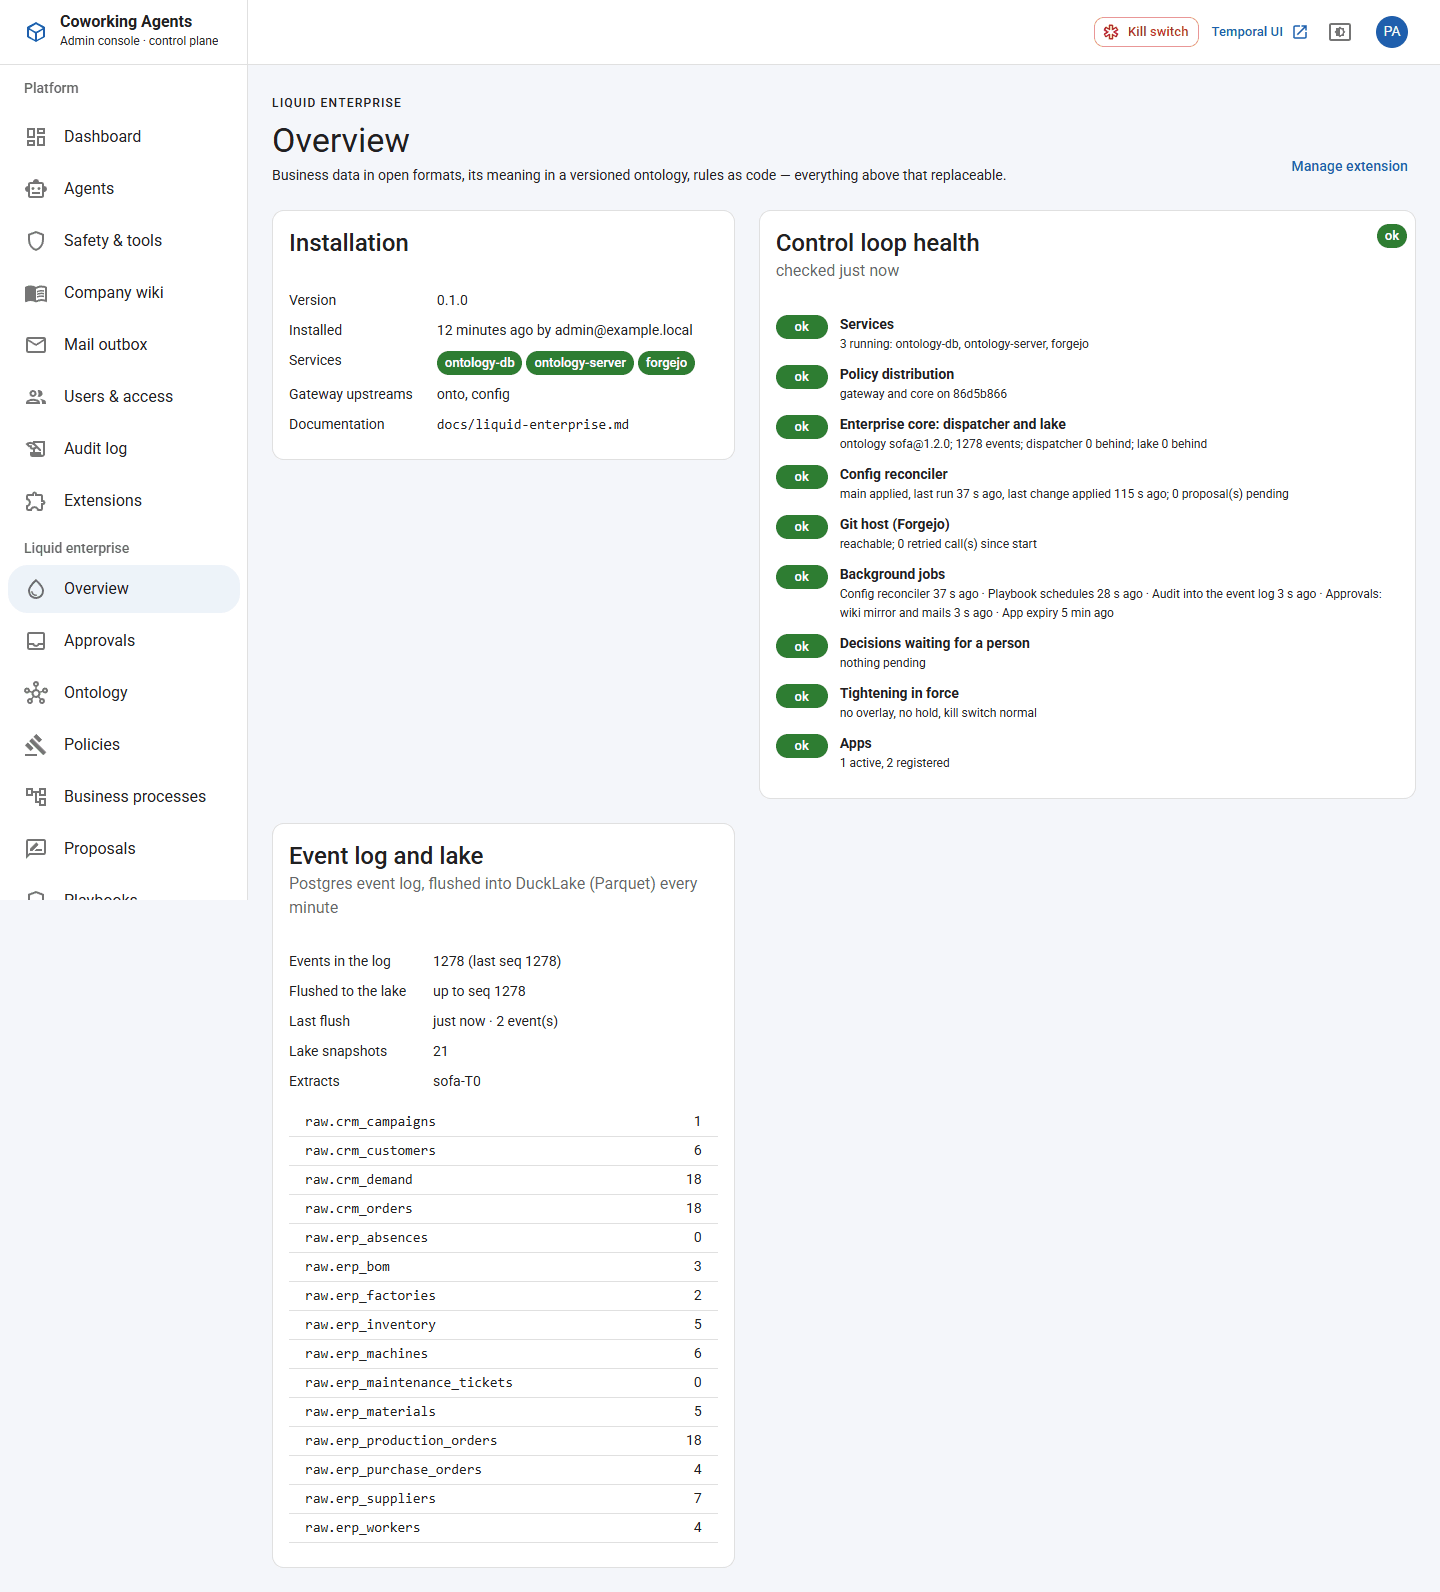 Coworking Agents
Admin console · control plane
Kill switch
Temporal UI
PA
Platform
Dashboard
Agents
Safety & tools
Company wiki
Mail outbox
Users & access
Audit log
Extensions
Liquid enterprise
Overview
Approvals
Ontology
Policies
Business processes
Proposals
Playbooks
LIQUID ENTERPRISE
Overview
Business data in open formats, its meaning in a versioned ontology, rules as code — everything above that replaceable.
Manage extension
Installation
Version 0.1.0
Installed 12 minutes ago by admin@example.local
Services ontology-db ontology-server forgejo
Gateway upstreams onto, config
Documentation docs/liquid-enterprise.md
Control loop health
ok
checked just now
ok Services
3 running: ontology-db, ontology-server, forgejo
ok Policy distribution
gateway and core on 86d5b866
ok Enterprise core: dispatcher and lake
ontology sofa@1.2.0; 1278 events; dispatcher 0 behind; lake 0 behind
ok Config reconciler
main applied, last run 37 s ago, last change applied 115 s ago; 0 proposal(s) pending
ok Git host (Forgejo)
reachable; 0 retried call(s) since start
ok Background jobs
Config reconciler 37 s ago · Playbook schedules 28 s ago · Audit into the event log 3 s ago · Approvals:
wiki mirror and mails 3 s ago · App expiry 5 min ago
ok Decisions waiting for a person
nothing pending
ok Tightening in force
no overlay, no hold, kill switch normal
ok Apps
1 active, 2 registered
Event log and lake
Postgres event log, flushed into DuckLake (Parquet) every
minute
Events in the log 1278 (last seq 1278)
Flushed to the lake up to seq 1278
Last flush just now · 2 event(s)
Lake snapshots 21
Extracts sofa-T0
raw.crm_campaigns 1
raw.crm_customers 6
raw.crm_demand 18
raw.crm_orders 18
raw.erp_absences 0
raw.erp_bom 3
raw.erp_factories 2
raw.erp_inventory 5
raw.erp_machines 6
raw.erp_maintenance_tickets 0
raw.erp_materials 5
raw.erp_production_orders 18
raw.erp_purchase_orders 4
raw.erp_suppliers 7
raw.erp_workers 4